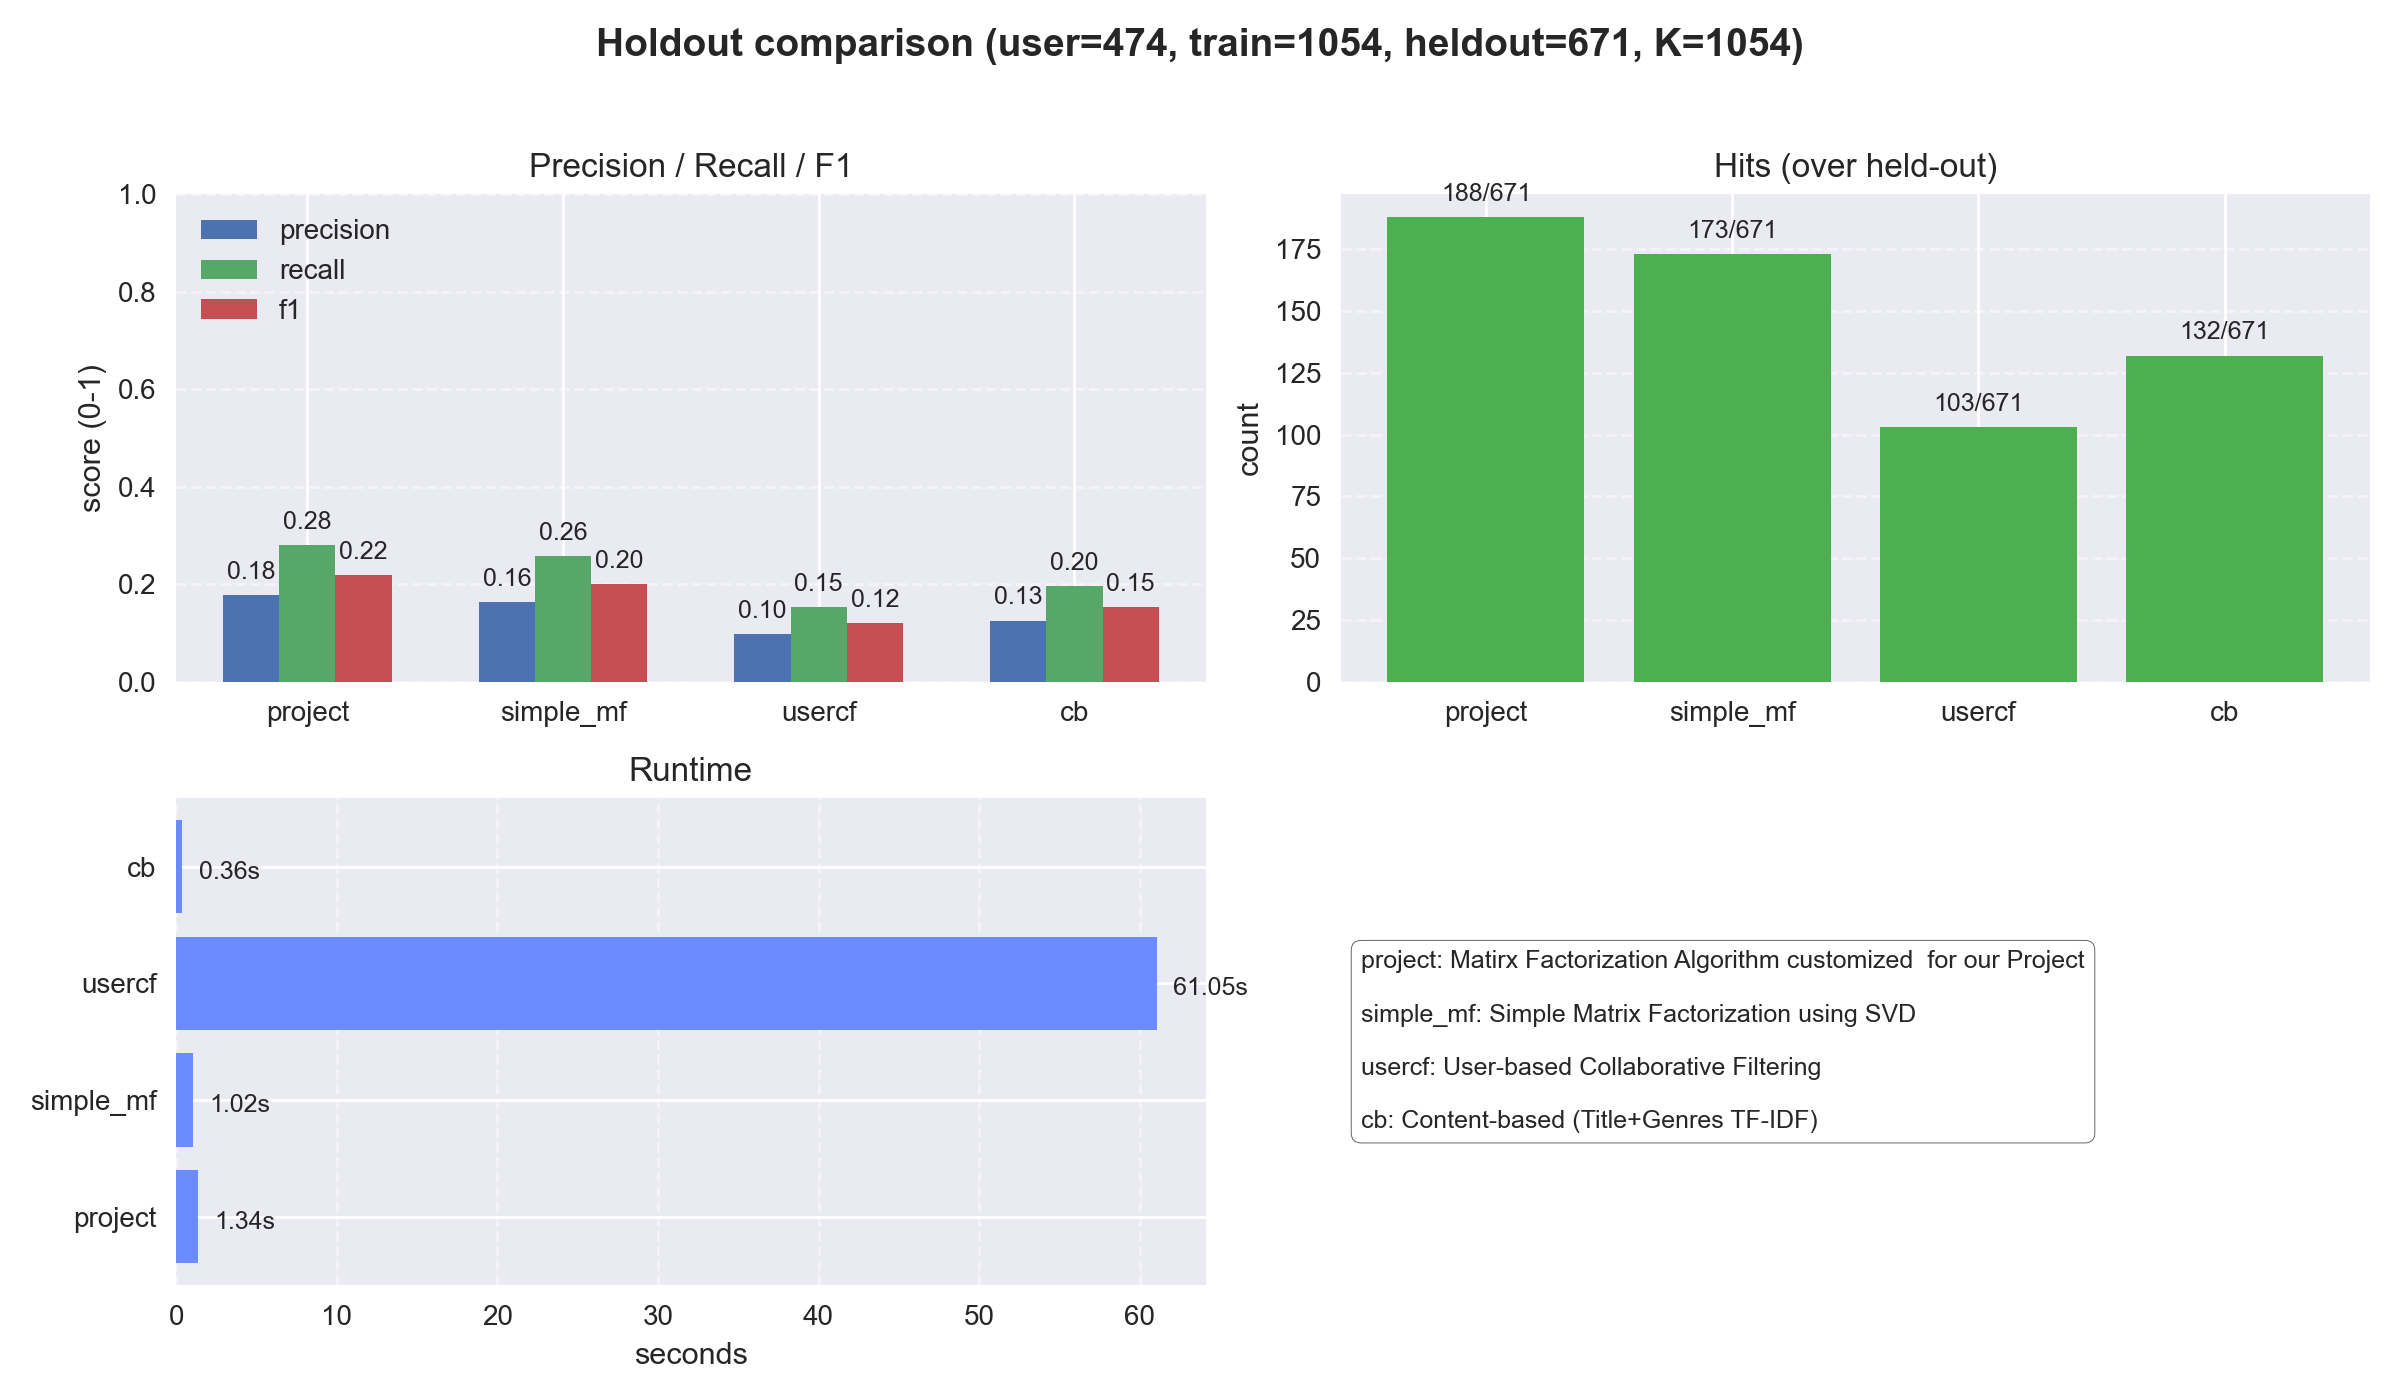 Holdout comparison (user=474, train=1054, heldout=671, K=1054)
Precision / Recall / F1
1.0
0.8
0.6
0.4
0.2
0.0
score (0-1)
precision
recall
f1
0.18
0.28
0.22
0.16
0.26
0.20
0.10
0.15
0.12
0.13
0.20
0.15
project
simple_mf
usercf
cb
Hits (over held-out)
175
150
125
100
75
50
25
0
count
188/671
173/671
103/671
132/671
project
simple_mf
usercf
cb
Runtime
cb
usercf
simple_mf
project
0.36s
61.05s
1.02s
1.34s
0
10
20
30
40
50
60
seconds
project: Matirx Factorization Algorithm customized  for our Project
simple_mf: Simple Matrix Factorization using SVD
usercf: User-based Collaborative Filtering
cb: Content-based (Title+Genres TF-IDF)